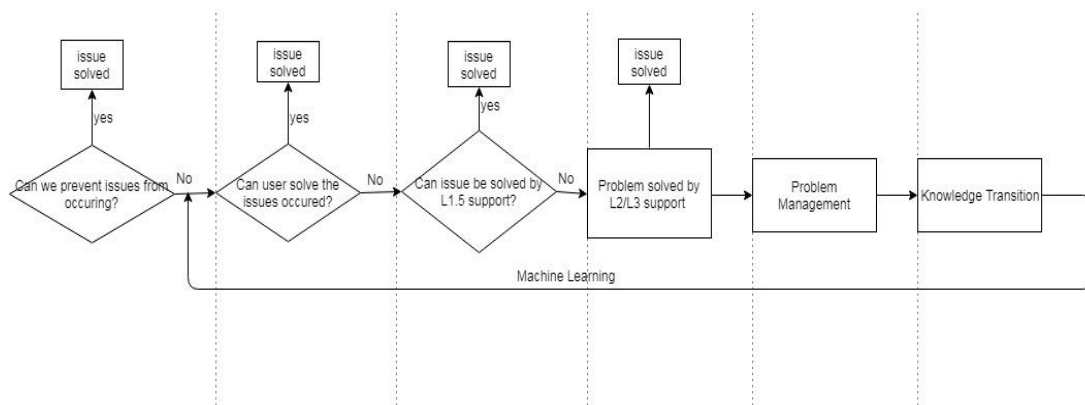 issue
solved
issue
solved
issue
solved
issue
solved
yes
yes
yes
Can we prevent issues from
occuring?
No
Can user solve the
issues occured?
No
Can issue be solved by
L1.5 support?
No
Problem solved by
L2/L3 support
Problem
Management
Knowledge Transition
Machine Learning